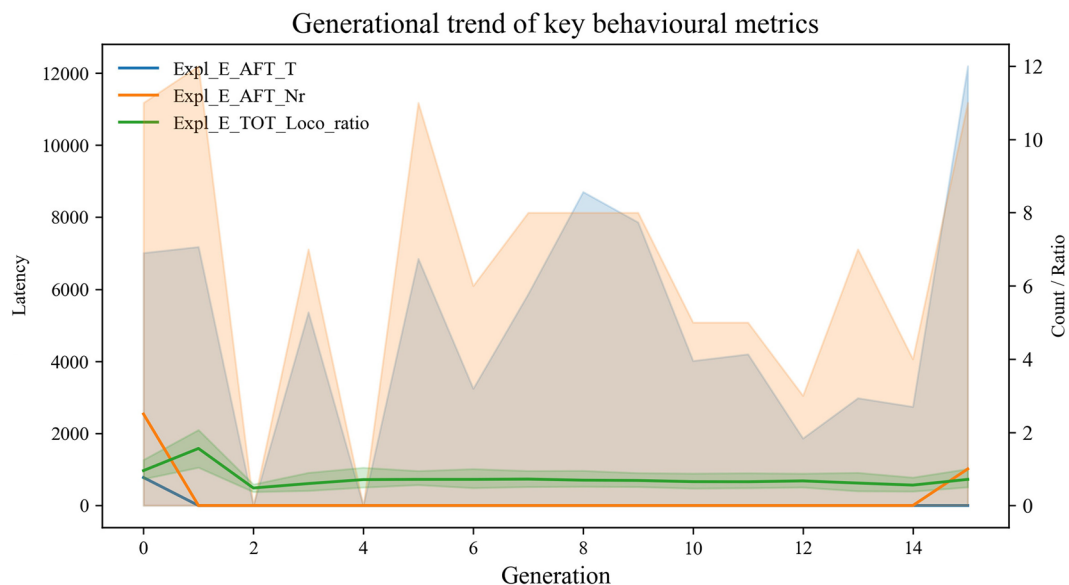 Generational trend of key behavioural metrics
Expl_E_AFT_T
Expl_E_AFT_Nr
Expl_E_TOT_Loco_ratio
12000
10000
8000
6000
4000
2000
0
Latency
12
10
8
6
4
2
0
Count / Ratio
0 2 4 6 8 10 12 14
Generation